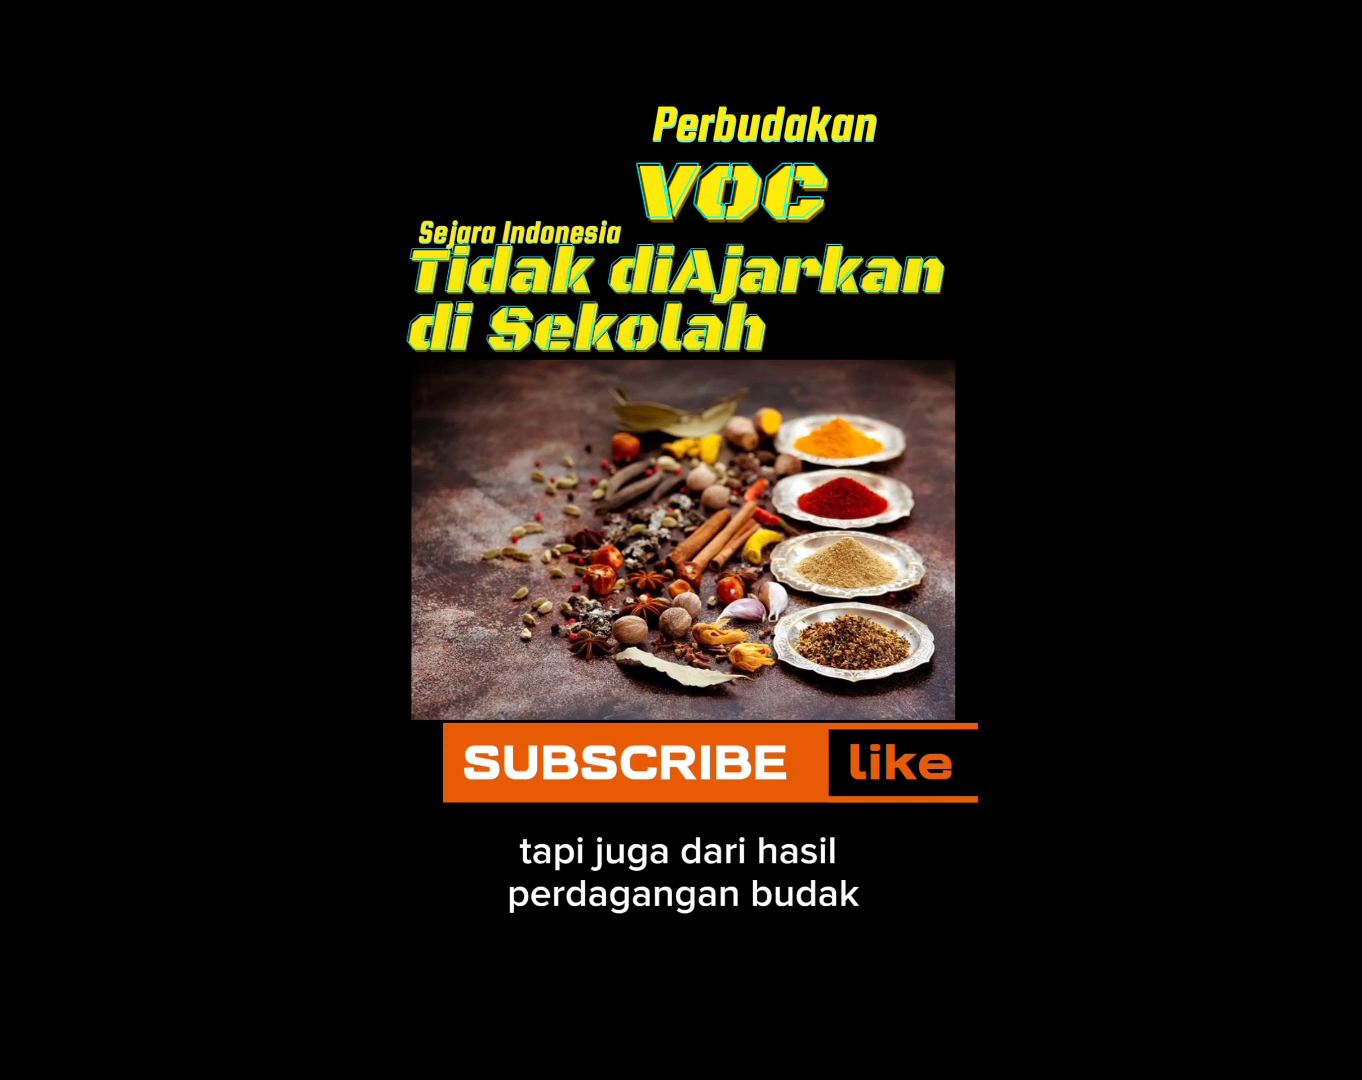 Perbudakan
VOC
Sejara Indonesia
Tidak diAjarkan
di Sekolah
SUBSCRIBE like
tapi juga dari hasil
perdagangan budak